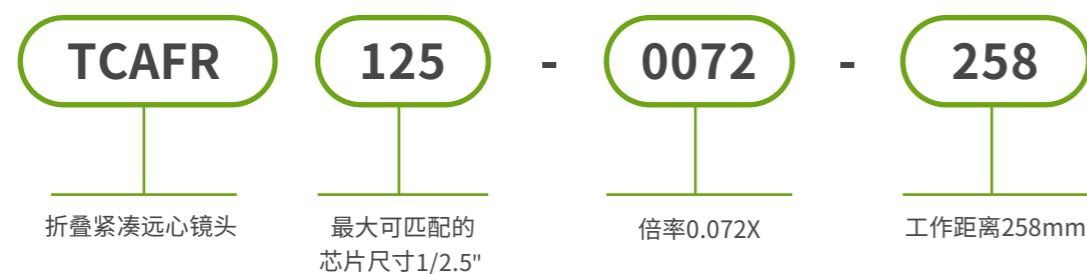 TCAFR 125 - 0072 - 258
折叠紧凑远心镜头
最大可匹配的
芯片尺寸1/2.5"
倍率0.072X
工作距离258mm